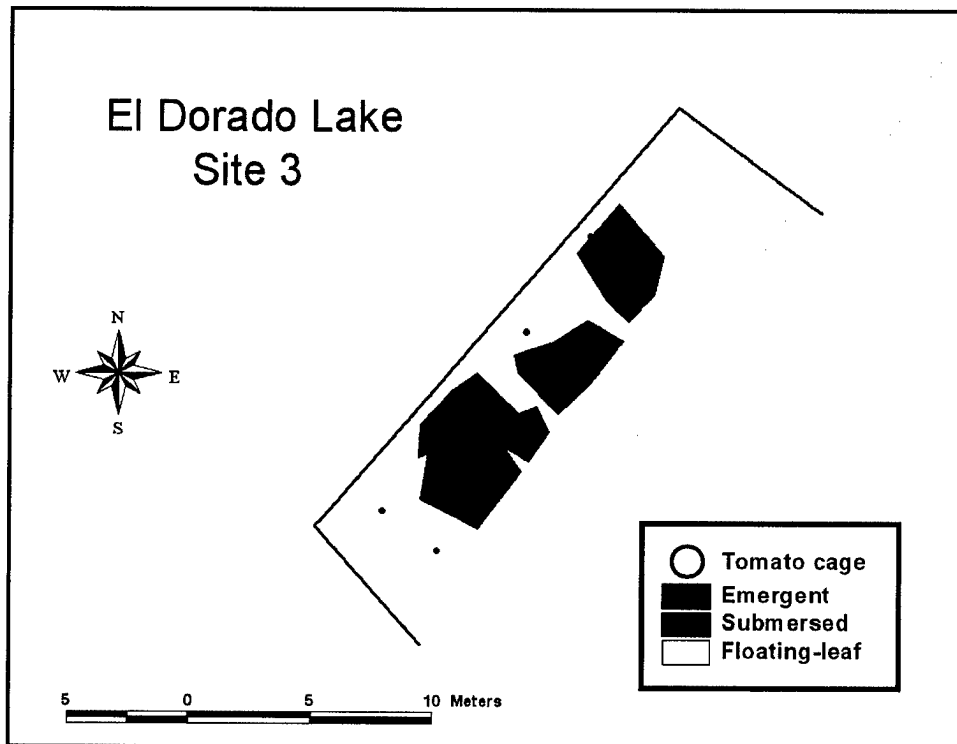 El Dorado Lake
Site 3
N
W E
S
Tomato cage
Emergent
Submersed
Floating-leaf
5 0 5 10 Meters